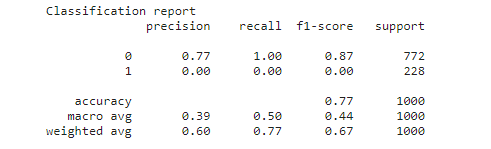 Classification report
precision recall f1-score support
0 0.77 1.00 0.87 772
1 0.00 0.00 0.00 228
accuracy 0.77 1000
macro avg 0.39 0.50 0.44 1000
weighted avg 0.60 0.77 0.67 1000